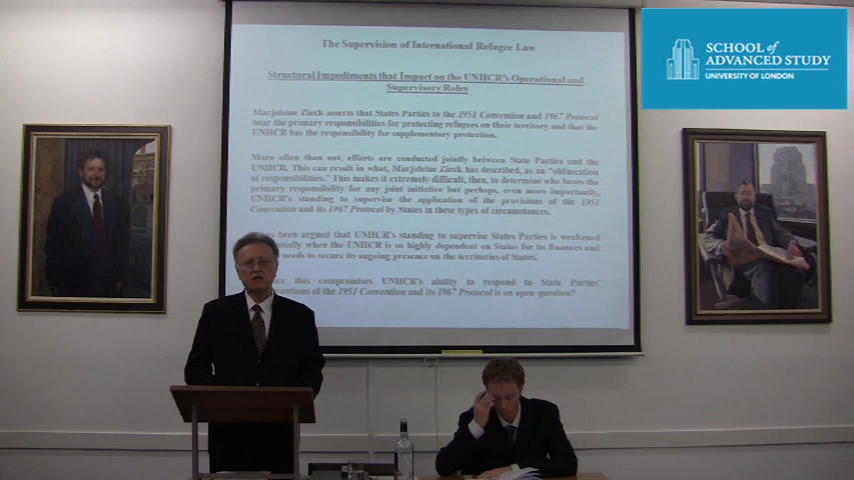 The Supervision of International Refugee Law
Structural Impediments that Impact on the UNHCR's Operational and
Supervisory Roles
Marjoleine Zieck asserts that States Parties to the 1951 Convention and 1967 Protocol
bear the primary responsibilities for protecting refugees on their territory and that the
UNHCR has the responsibility for supplementary protection.
More often than not, efforts are conducted jointly between State Parties and the
UNHCR. This can result in what, Marjoleine Zieck has described, as an "obfuscation
of responsibilities." This makes it extremely difficult, then, to determine who bears the
primary responsibility for any joint initiative but perhaps, even more importantly,
UNHCR's standing to supervise the application of the provisions of the 1951
Convention and its 1967 Protocol by States in these types of circumstances.
been argued that UNHCR's standing to supervise States Parties is weakened
when the UNHCR is so highly dependent on States for its finances and
needs to secure its ongoing presence on the territories of States.
this compromises UNHCR's ability to respond to State Parties'
of the 1951 Convention and its 1967 Protocol is an open question?
SCHOOL of
ADVANCED STUDY
UNIVERSITY OF LONDON